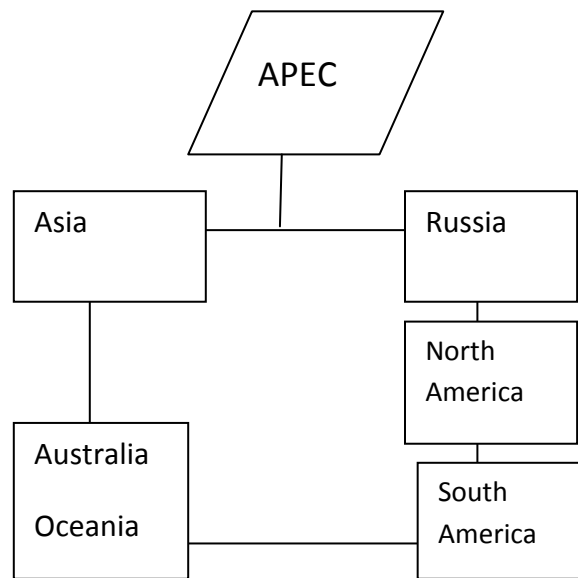 APEC
Asia
Russia
North
America
Australia
Oceania
South
America